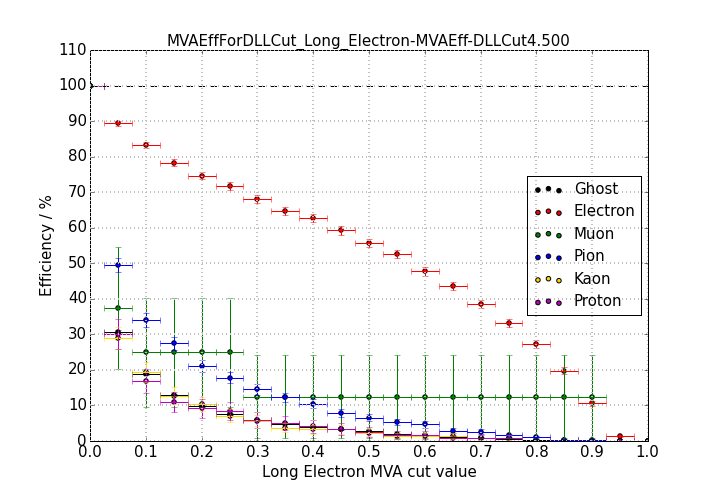 MVAEffForDLLCut_Long_Electron-MVAEff-DLLCut4.500
Efficiency / %
110
100
90
80
70
60
50
40
30
20
10
0
Ghost
Electron
Muon
Pion
Kaon
Proton
0.0 0.1 0.2 0.3 0.4 0.5 0.6 0.7 0.8 0.9 1.0
Long Electron MVA cut value